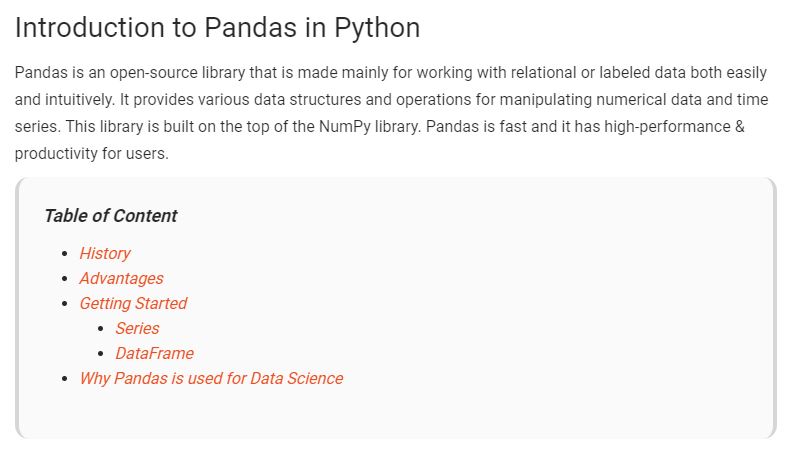 Introduction to Pandas in Python
Pandas is an open-source library that is made mainly for working with relational or labeled data both easily
and intuitively. It provides various data structures and operations for manipulating numerical data and time
series. This library is built on the top of the NumPy library. Pandas is fast and it has high-performance &
productivity for users.
Table of Content
History
Advantages
Getting Started
Series
DataFrame
Why Pandas is used for Data Science